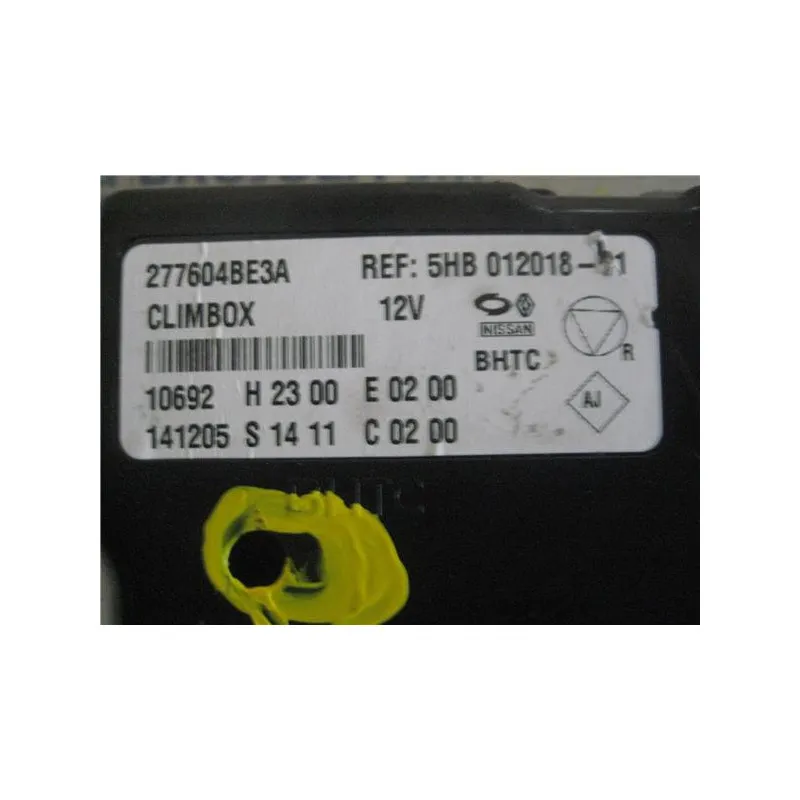 277604BE3A REF: 5HB 012018-
CLIMBOX 12V
NISSAN
BHTC R
10692 H 23 00 E 02 00 AJ
141205 S 14 11 C 02 00
BHTC